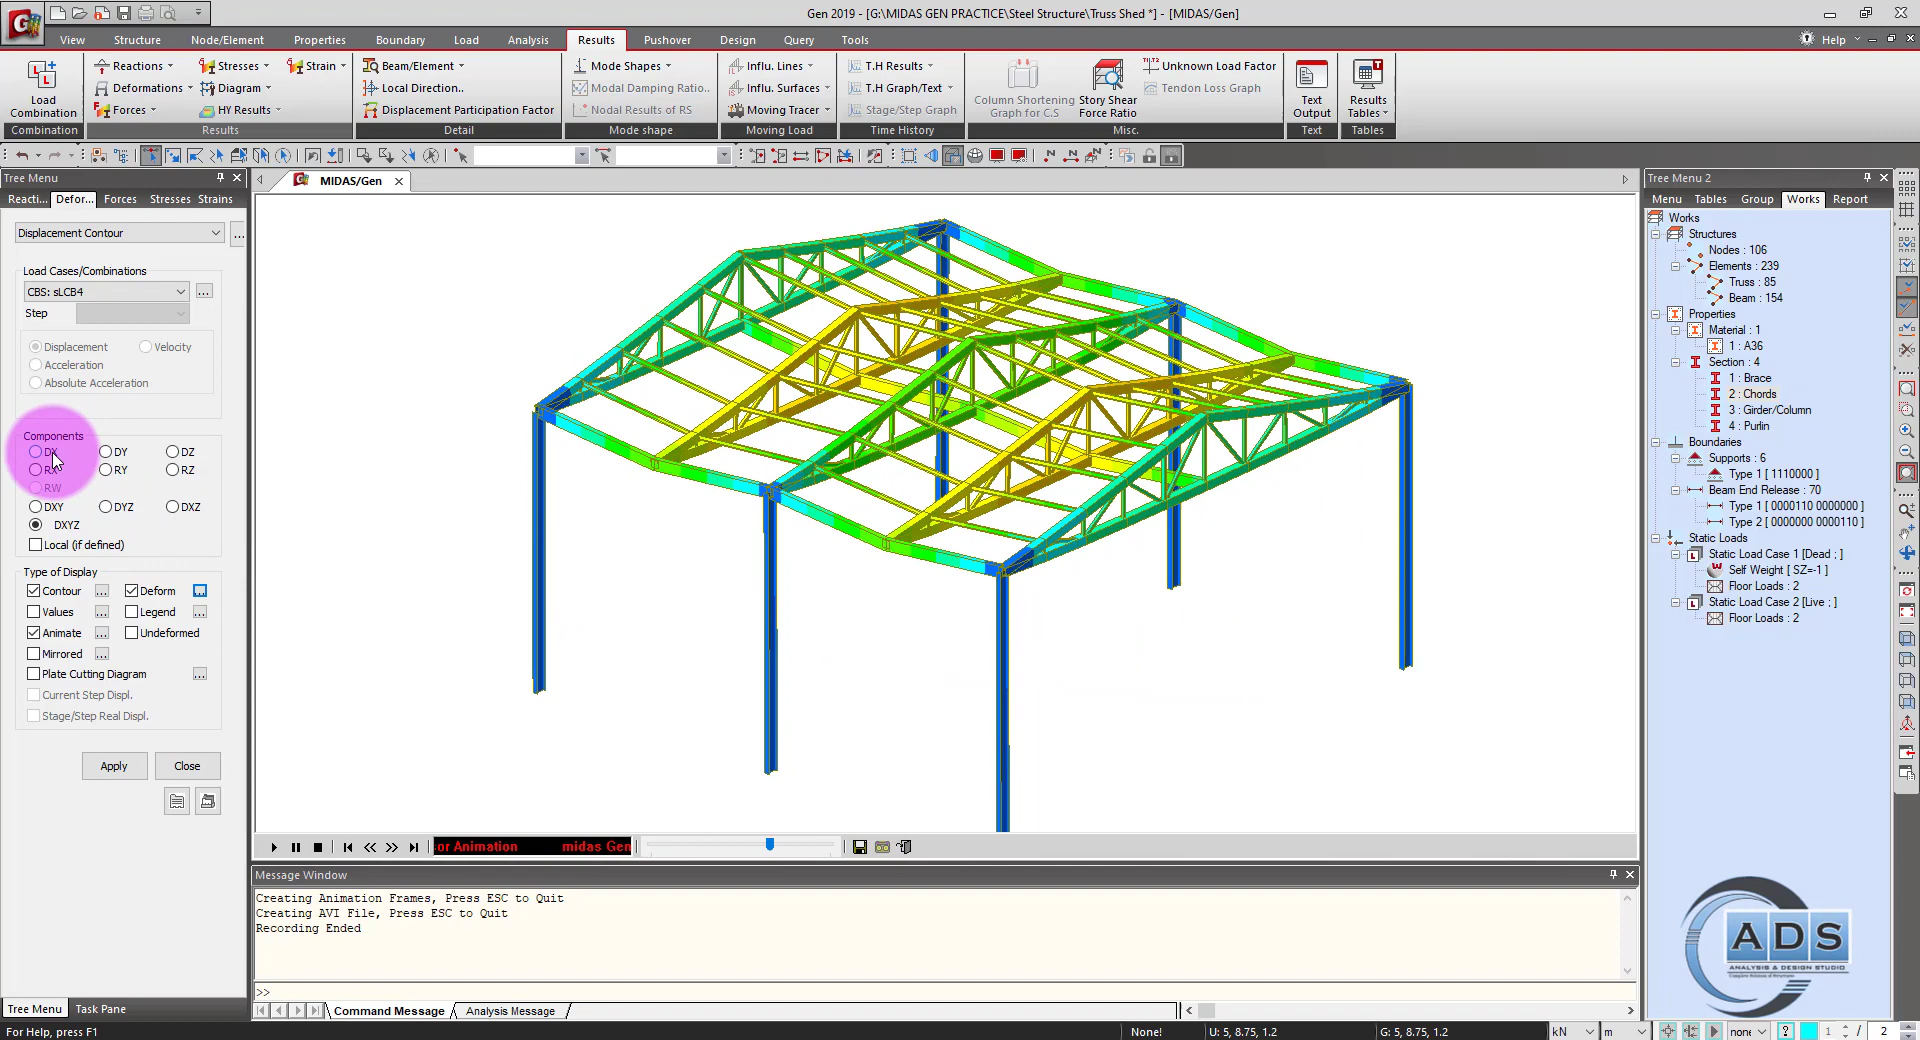 Gen 2019 - [G:\MIDAS GEN PRACTICE\Steel Structure\Truss Shed *] - [MIDAS/Gen]
View Structure Node/Element Properties Boundary Load Analysis Results Pushover Design Query Tools Help
Load Combination
Combination
Reactions Stresses Strain
Deformations Diagram
Forces HY Results
Results
Beam/Element
Local Direction..
Displacement Participation Factor
Detail
Mode Shapes
Modal Damping Ratio..
Nodal Results of RS
Mode shape
Influ. Lines
Influ. Surfaces
Moving Tracer
Moving Load
T.H Results
T.H Graph/Text
Stage/Step Graph
Time History
Column Shortening Graph for C.S
Story Shear Force Ratio
Unknown Load Factor
Tendon Loss Graph
Misc.
Text Output
Text
Results Tables
Tables
Tree Menu
Reacti... Defor... Forces Stresses Strains
Displacement Contour
...
Load Cases/Combinations
CBS: sLCB4
...
Step
Displacement Velocity
Acceleration
Absolute Acceleration
Components
DX DY DZ
RX RY RZ
RW
DXY DYZ DXZ
DXYZ
Local (if defined)
Type of Display
Contour ... Deform ...
Values ... Legend ...
Animate ... Undeformed
Mirrored ...
Plate Cutting Diagram ...
Current Step Displ.
Stage/Step Real Displ.
Apply Close
Tree Menu Task Pane
For Help, press F1
MIDAS/Gen
or Animation midas Gen
Message Window
Creating Animation Frames, Press ESC to Quit
Creating AVI File, Press ESC to Quit
Recording Ended
>>
Command Message Analysis Message
None! U: 5, 8.75, 1.2 G: 5, 8.75, 1.2 kN m none ? 1 / 2
Tree Menu 2
Menu Tables Group Works Report
Works
Structures
Nodes : 106
Elements : 239
Truss : 85
Beam : 154
Properties
Material : 1
1 : A36
Section : 4
1 : Brace
2 : Chords
3 : Girder/Column
4 : Purlin
Boundaries
Supports : 6
Type 1 [ 1110000 ]
Beam End Release : 70
Type 1 [ 0000110 0000000 ]
Type 2 [ 0000000 0000110 ]
Static Loads
Static Load Case 1 [Dead ; ]
Self Weight [ SZ=-1 ]
Floor Loads : 2
Static Load Case 2 [Live ; ]
Floor Loads : 2
ADS
ANALYSIS & DESIGN STUDIO